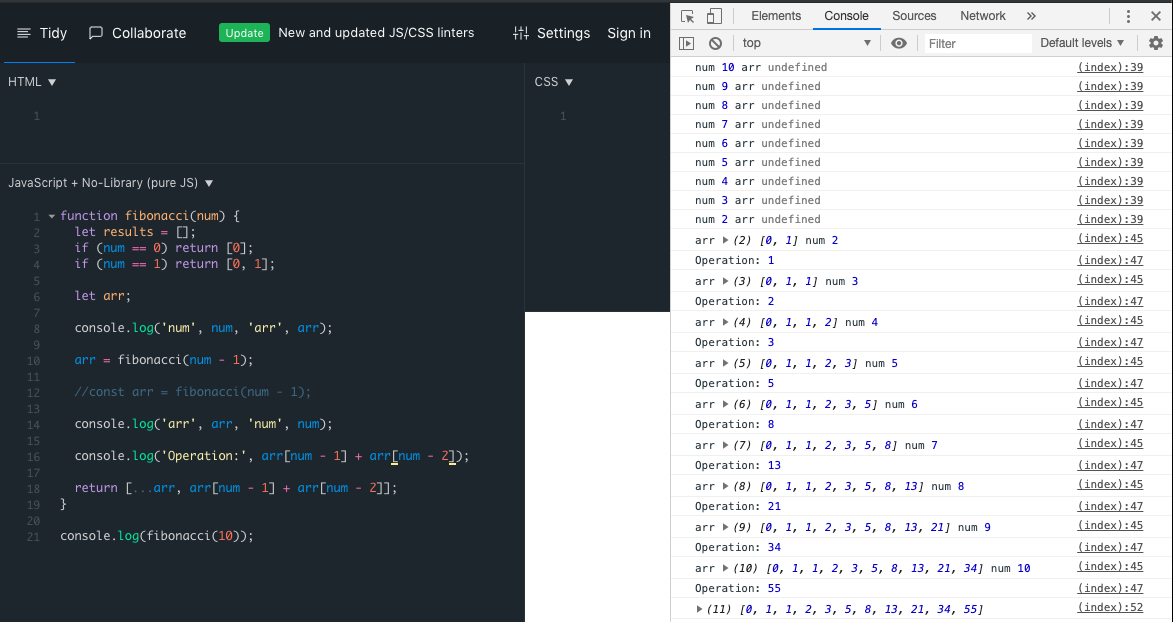 Tidy
Collaborate
Update New and updated JS/CSS linters
Settings
Sign in
HTML ▼
1
CSS ▼
1
JavaScript + No-Library (pure JS) ▼
1 function fibonacci(num) {
2 let results = [];
3 if (num == 0) return [0];
4 if (num == 1) return [0, 1];
5
6 let arr;
7
8 console.log('num', num, 'arr', arr);
9
10 arr = fibonacci(num - 1);
11
12 //const arr = fibonacci(num - 1);
13
14 console.log('arr', arr, 'num', num);
15
16 console.log('Operation:', arr[num - 1] + arr[num - 2]);
17
18 return [...arr, arr[num - 1] + arr[num - 2]];
19 }
20
21 console.log(fibonacci(10));
Elements Console Sources Network »
top ▼ Filter Default levels ▼
num 10 arr undefined (index):39
num 9 arr undefined (index):39
num 8 arr undefined (index):39
num 7 arr undefined (index):39
num 6 arr undefined (index):39
num 5 arr undefined (index):39
num 4 arr undefined (index):39
num 3 arr undefined (index):39
num 2 arr undefined (index):39
arr ▶ (2) [0, 1] num 2 (index):45
Operation: 1 (index):47
arr ▶ (3) [0, 1, 1] num 3 (index):45
Operation: 2 (index):47
arr ▶ (4) [0, 1, 1, 2] num 4 (index):45
Operation: 3 (index):47
arr ▶ (5) [0, 1, 1, 2, 3] num 5 (index):45
Operation: 5 (index):47
arr ▶ (6) [0, 1, 1, 2, 3, 5] num 6 (index):45
Operation: 8 (index):47
arr ▶ (7) [0, 1, 1, 2, 3, 5, 8] num 7 (index):45
Operation: 13 (index):47
arr ▶ (8) [0, 1, 1, 2, 3, 5, 8, 13] num 8 (index):45
Operation: 21 (index):47
arr ▶ (9) [0, 1, 1, 2, 3, 5, 8, 13, 21] num 9 (index):45
Operation: 34 (index):47
arr ▶ (10) [0, 1, 1, 2, 3, 5, 8, 13, 21, 34] num 10 (index):45
Operation: 55 (index):47
▶ (11) [0, 1, 1, 2, 3, 5, 8, 13, 21, 34, 55] (index):52